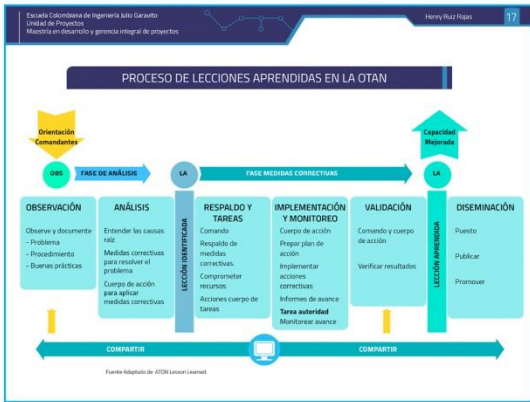 Escuela Colombiana de Ingeniería Julio Garavito
Unidad de Proyectos
Maestría en desarrollo y gerencia integral de proyectos
Henry Ruiz Rojas
17
PROCESO DE LECCIONES APRENDIDAS EN LA OTAN
Orientación
Comandantes
Capacidad
Mejorada
OBS
FASE DE ANÁLISIS
LA
FASE MEDIDAS CORRECTIVAS
LA
OBSERVACIÓN
Observe y documente
- Problema
- Procedimiento
- Buenas prácticas
ANÁLISIS
Entender las causas
raíz
Medidas correctivas
para resolver el
problema
Cuerpo de acción
para aplicar
medidas correctivas
LECCIÓN IDENTIFICADA
RESPALDO Y
TAREAS
Comando
Respaldo de
medidas
correctivas.
Comprometer
recursos
Acciones cuerpo de
tareas
IMPLEMENTACIÓN
Y MONITOREO
Cuerpo de acción
Prepar plan de
acción
Implementar
acciones
correctivas
Informes de avance
Tarea autoridad
Monitorear avance
VALIDACIÓN
Comando y cuerpo
de acción
Verificar resultados
LECCIÓN APRENDIDA
DISEMINACIÓN
Puesto
Publicar
Promover
COMPARTIR
COMPARTIR
Fuente Adaptado de ATON Lesson Learned.